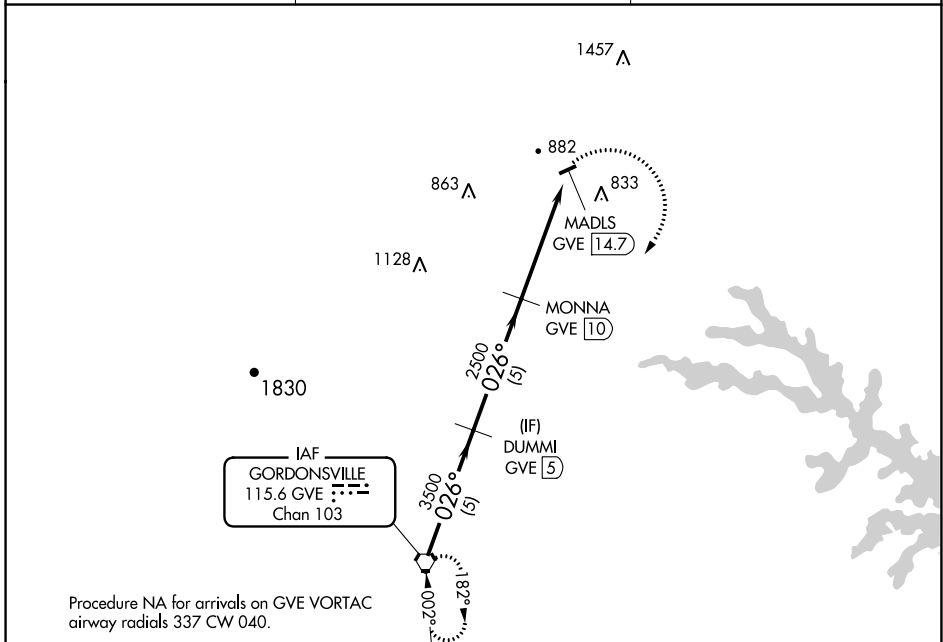 1457
882
863
833
MADLS
GVE 14.7
1128
MONNA
GVE 10
2500
026°
(5)
1830
(IF)
DUMMI
GVE 5
IAF
GORDONSVILLE
115.6 GVE
Chan 103
3500
026°
(5)
182°
002°
Procedure NA for arrivals on GVE VORTAC
airway radials 337 CW 040.